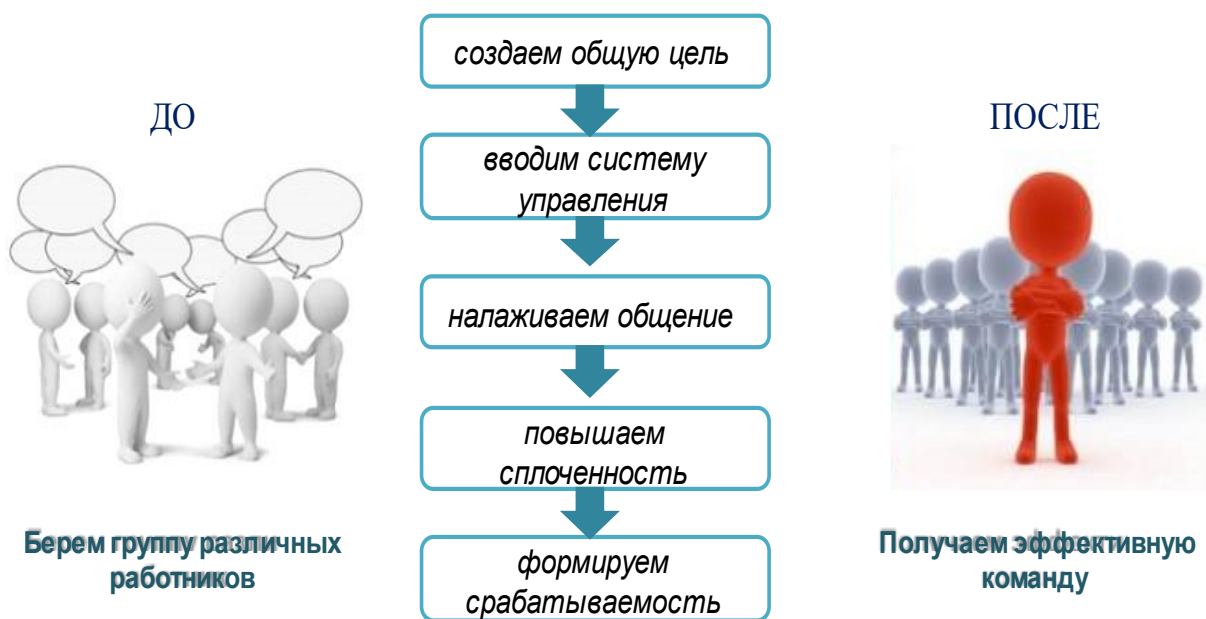 ДО
Берем группу различных
работников
создаем общую цель
вводим систему
управления
налаживаем общение
повышаем
сплоченность
формируем
срабатываемость
ПОСЛЕ
Получаем эффективную
команду